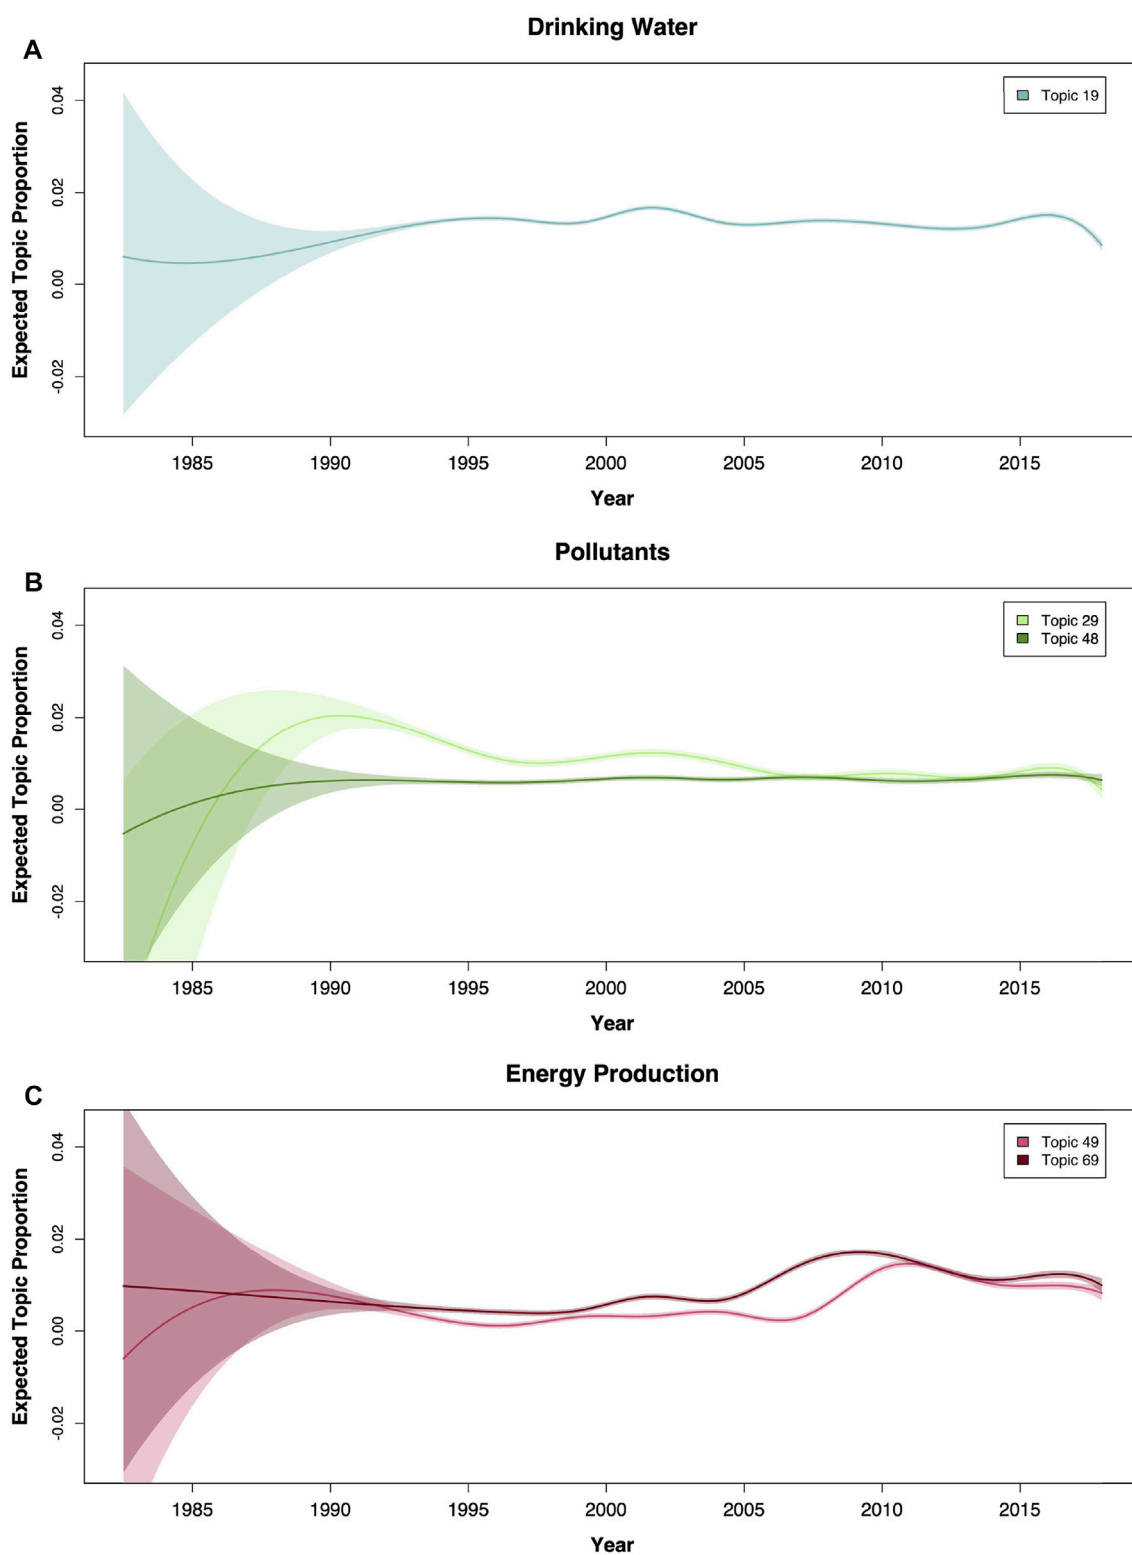 Drinking Water
A
Topic 19
Expected Topic Proportion
0.04
0.02
0.00
-0.02
1985 1990 1995 2000 2005 2010 2015
Year
Pollutants
B
Topic 29
Topic 48
Expected Topic Proportion
0.04
0.02
0.00
-0.02
1985 1990 1995 2000 2005 2010 2015
Year
Energy Production
C
Topic 49
Topic 69
Expected Topic Proportion
0.04
0.02
0.00
-0.02
1985 1990 1995 2000 2005 2010 2015
Year